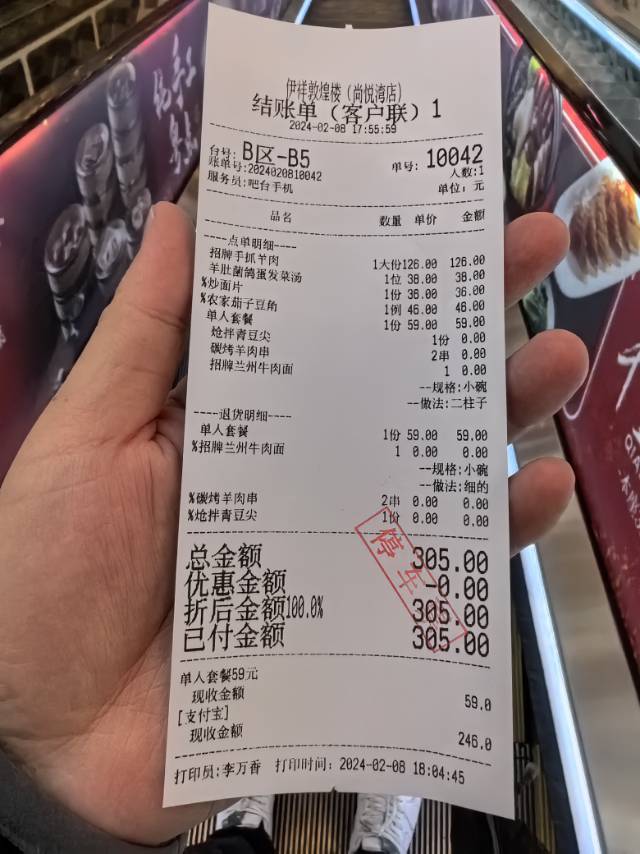 伊祥敦煌楼（尚悦湾店）
结账单（客户联）1
2024-02-08 17:55:59
台号: B区-B5 单号: 10042
账单号:2024020810042 人数:1
服务员:吧台手机 单位: 元
品名 数量 单价 金额
----点单明细----
招牌手抓羊肉 1大份126.00 126.00
羊肚菌鸽蛋发菜汤 1位 38.00 38.00
%炒面片 1份 36.00 36.00
%农家茄子豆角 1例 46.00 46.00
单人套餐 1份 59.00 59.00
炝拌青豆尖 1份 0.00
碳烤羊肉串 2串 0.00
招牌兰州牛肉面 1 0.00
--规格:小碗
--做法:二柱子
----退货明细----
单人套餐 1份 59.00 59.00
%招牌兰州牛肉面 1 0.00 0.00
--规格:小碗
--做法:细的
%碳烤羊肉串 2串 0.00 0.00
%炝拌青豆尖 1份 0.00 0.00
总金额 305.00
优惠金额 -0.00
折后金额100.0% 305.00
已付金额 305.00
停车
单人套餐59元
现收金额 59.0
[支付宝]
现收金额 246.0
打印员:李万香 打印时间: 2024-02-08 18:04:45